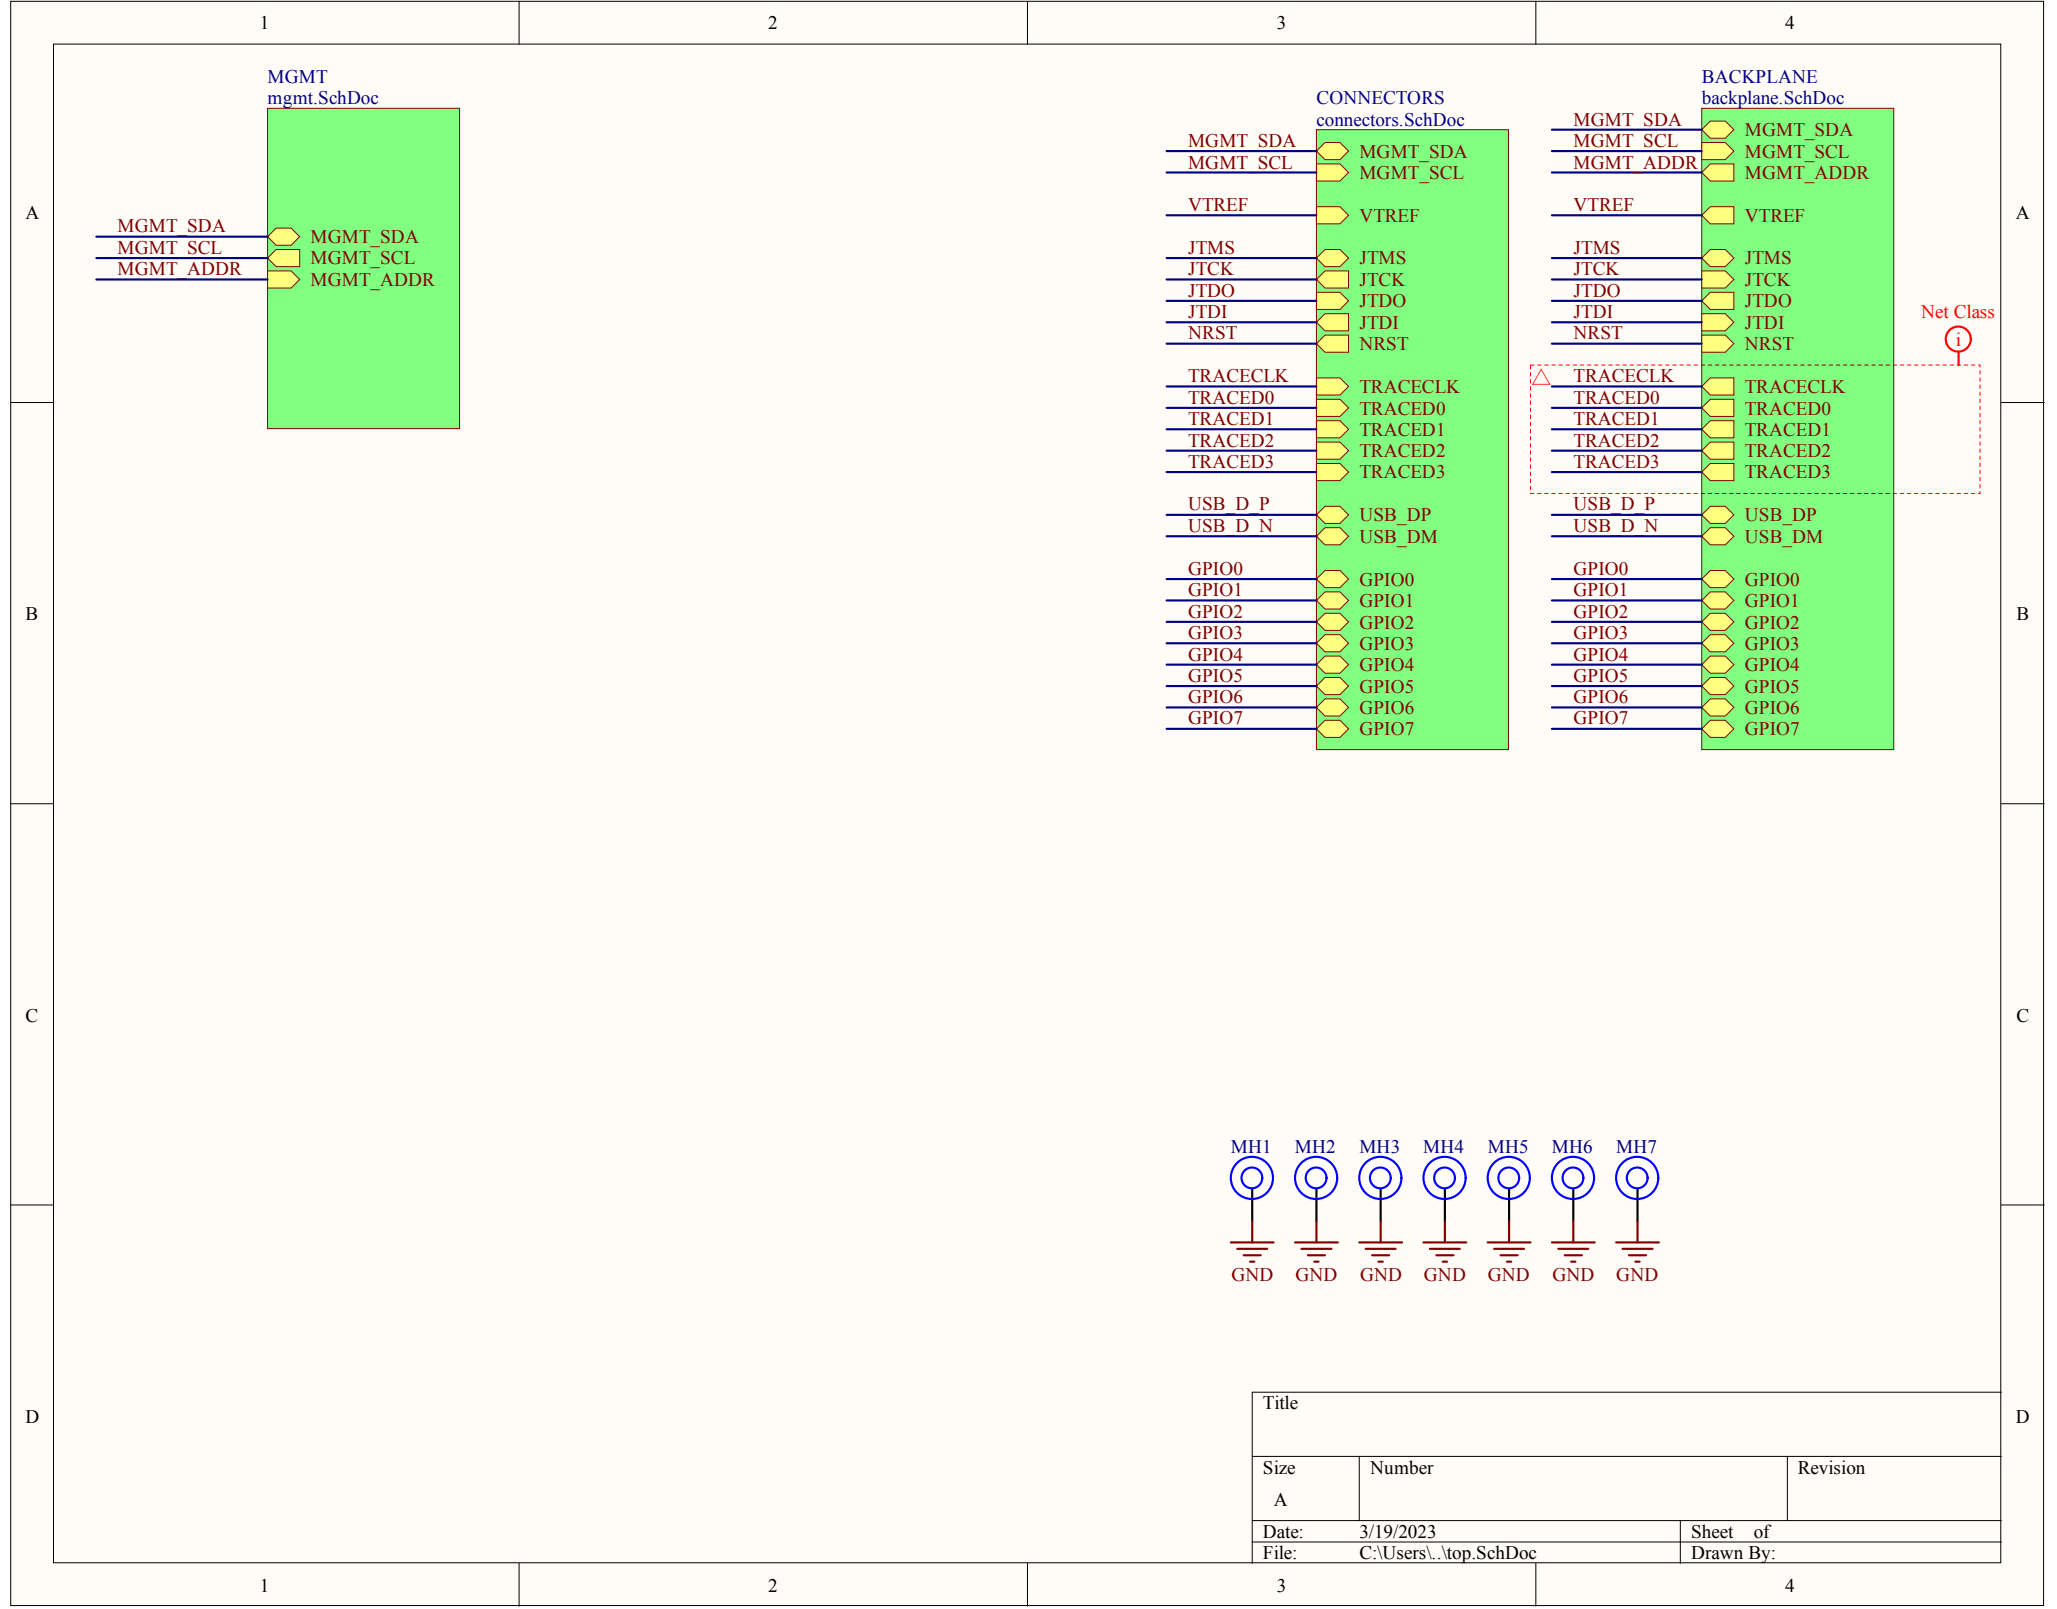 1 2 3 4
MGMT
mgmt.SchDoc
MGMT_SDA MGMT_SDA
MGMT_SCL MGMT_SCL
MGMT_ADDR MGMT_ADDR
CONNECTORS
connectors.SchDoc
MGMT_SDA MGMT_SDA
MGMT_SCL MGMT_SCL
VTREF VTREF
JTMS JTMS
JTCK JTCK
JTDO JTDO
JTDI JTDI
NRST NRST
TRACECLK TRACECLK
TRACED0 TRACED0
TRACED1 TRACED1
TRACED2 TRACED2
TRACED3 TRACED3
USB_D_P USB_DP
USB_D_N USB_DM
GPIO0 GPIO0
GPIO1 GPIO1
GPIO2 GPIO2
GPIO3 GPIO3
GPIO4 GPIO4
GPIO5 GPIO5
GPIO6 GPIO6
GPIO7 GPIO7
BACKPLANE
backplane.SchDoc
MGMT_SDA MGMT_SDA
MGMT_SCL MGMT_SCL
MGMT_ADDR MGMT_ADDR
VTREF VTREF
JTMS JTMS
JTCK JTCK
JTDO JTDO
JTDI JTDI
NRST NRST
Net Class
i
TRACECLK TRACECLK
TRACED0 TRACED0
TRACED1 TRACED1
TRACED2 TRACED2
TRACED3 TRACED3
USB_D_P USB_DP
USB_D_N USB_DM
GPIO0 GPIO0
GPIO1 GPIO1
GPIO2 GPIO2
GPIO3 GPIO3
GPIO4 GPIO4
GPIO5 GPIO5
GPIO6 GPIO6
GPIO7 GPIO7
A A
B B
C C
D D
MH1 MH2 MH3 MH4 MH5 MH6 MH7
GND GND GND GND GND GND GND
Title
Size Number Revision
A
Date: 3/19/2023 Sheet of
File: C:\Users\..\top.SchDoc Drawn By:
1 2 3 4